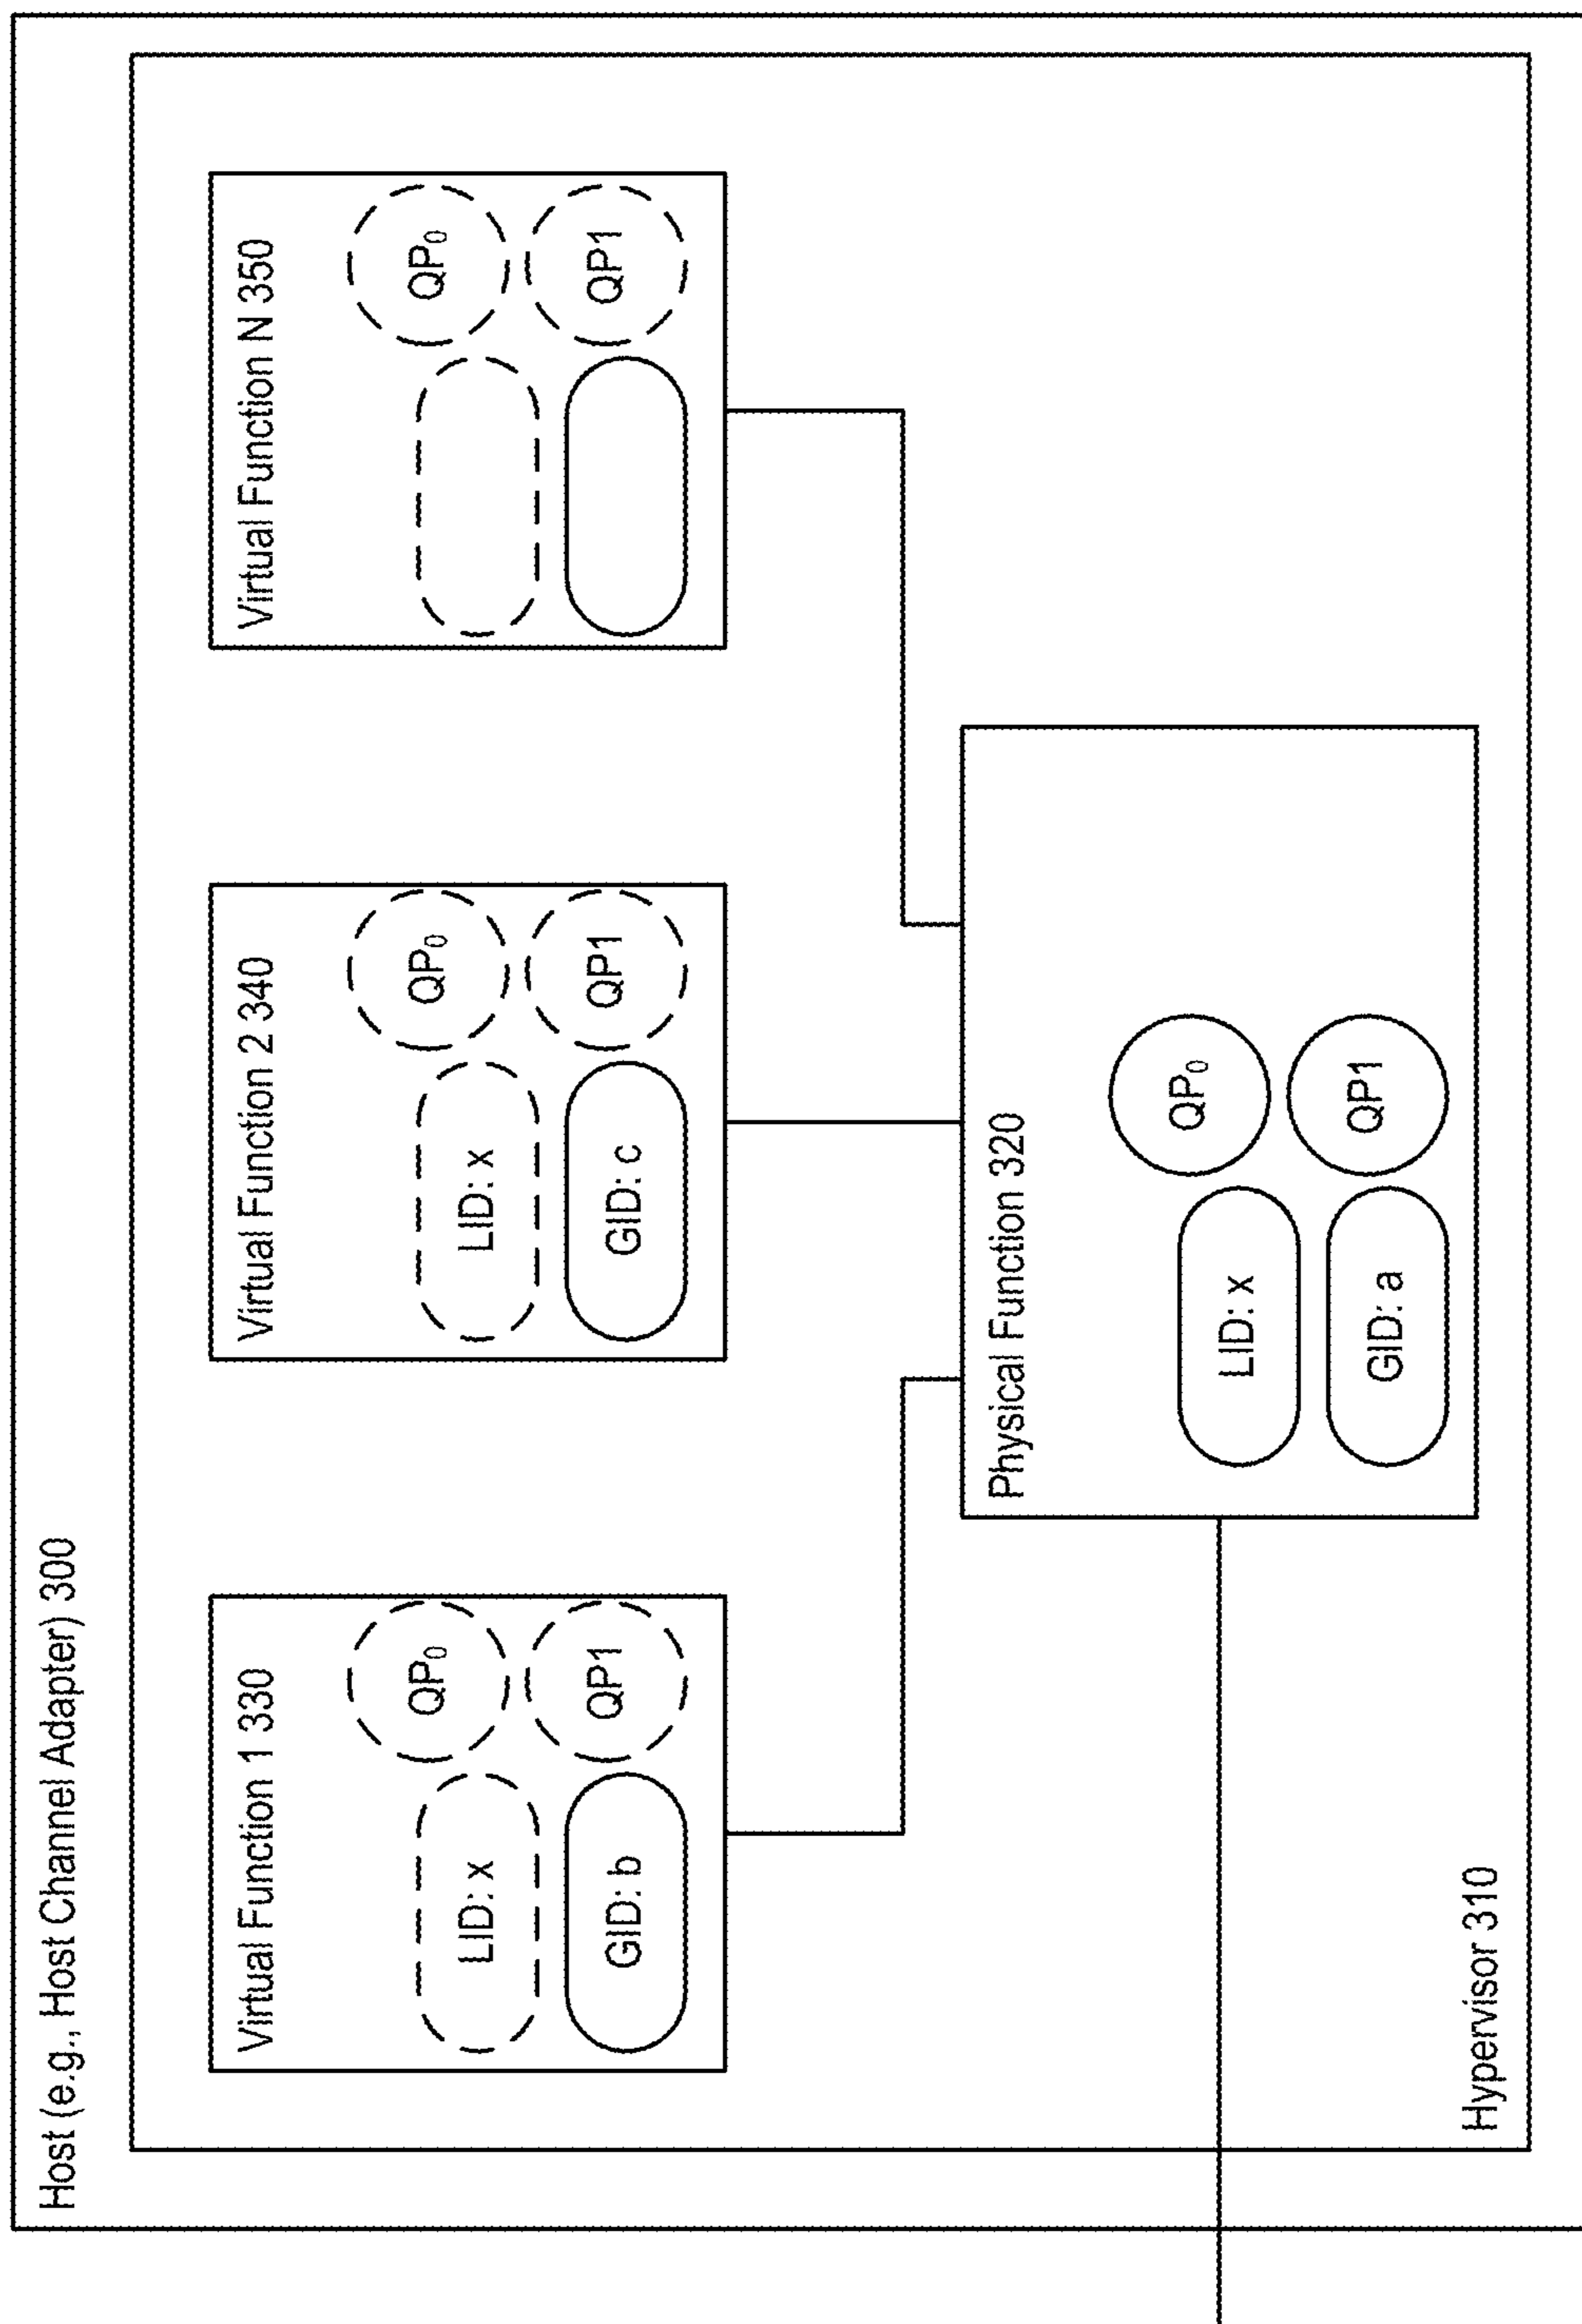 Host (e.g., Host Channel Adapter) 300
Virtual Function 1 330
QP₀
LID: x
QP1
GID: b
Virtual Function 2 340
QP₀
LID: x
QP1
GID: c
Virtual Function N 350
QP₀
QP1
Physical Function 320
QP₀
LID: x
QP1
GID: a
Hypervisor 310